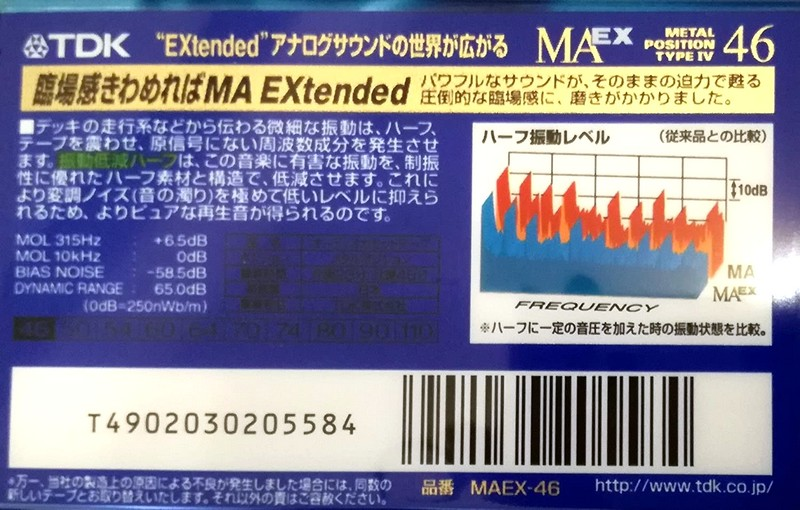 TDK "EXtended"アナログサウンドの世界が広がる MAEX METAL POSITION TYPE IV 46
臨場感きわめればMA EXtended
パワフルなサウンドが、そのままの迫力で甦る
圧倒的な臨場感に、磨きがかかりました。
■デッキの走行系などから伝わる微細な振動は、ハーフ、
テープを震わせ、原信号にない周波数成分を発生させ
ます。振動低減ハーフは、この音楽に有害な振動を、制振
性に優れたハーフ素材と構造で、低減させます。これに
より変調ノイズ(音の濁り)を極めて低いレベルに抑えら
れるため、よりピュアな再生音が得られるのです。
MOL 315Hz : +6.5dB
MOL 10kHz : 0dB
BIAS NOISE : −58.5dB
DYNAMIC RANGE : 65.0dB
(0dB=250nWb/m)
46 50 54 60 64 70 74 80 90 110
ハーフ振動レベル (従来品との比較)
10dB
MA
MAEX
FREQUENCY
※ハーフに一定の音圧を加えた時の振動状態を比較。
T4902030205584
*万一、当社の製造上の原因による不良が発生しました場合には、同数の
新しいテープとお取り替えいたします。それ以外の責はご容赦ください。
品番 MAEX-46 http://www.tdk.co.jp/